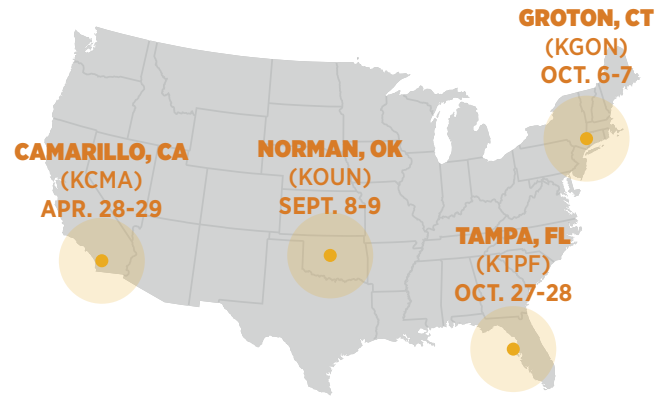 GROTON, CT
(KGON)
OCT. 6-7
CAMARILLO, CA
(KCMA)
APR. 28-29
NORMAN, OK
(KOUN)
SEPT. 8-9
TAMPA, FL
(KTPF)
OCT. 27-28